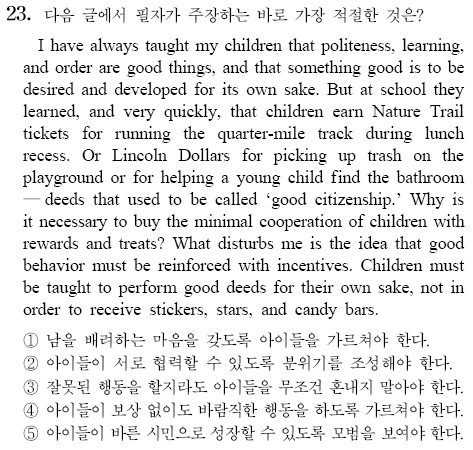 23. 다음 글에서 필자가 주장하는 바로 가장 적절한 것은?
I have always taught my children that politeness, learning,
and order are good things, and that something good is to be
desired and developed for its own sake. But at school they
learned, and very quickly, that children earn Nature Trail
tickets for running the quarter-mile track during lunch
recess. Or Lincoln Dollars for picking up trash on the
playground or for helping a young child find the bathroom
— deeds that used to be called ‘good citizenship.’ Why is
it necessary to buy the minimal cooperation of children with
rewards and treats? What disturbs me is the idea that good
behavior must be reinforced with incentives. Children must
be taught to perform good deeds for their own sake, not in
order to receive stickers, stars, and candy bars.
① 남을 배려하는 마음을 갖도록 아이들을 가르쳐야 한다.
② 아이들이 서로 협력할 수 있도록 분위기를 조성해야 한다.
③ 잘못된 행동을 할지라도 아이들을 무조건 혼내지 말아야 한다.
④ 아이들이 보상 없이도 바람직한 행동을 하도록 가르쳐야 한다.
⑤ 아이들이 바른 시민으로 성장할 수 있도록 모범을 보여야 한다.